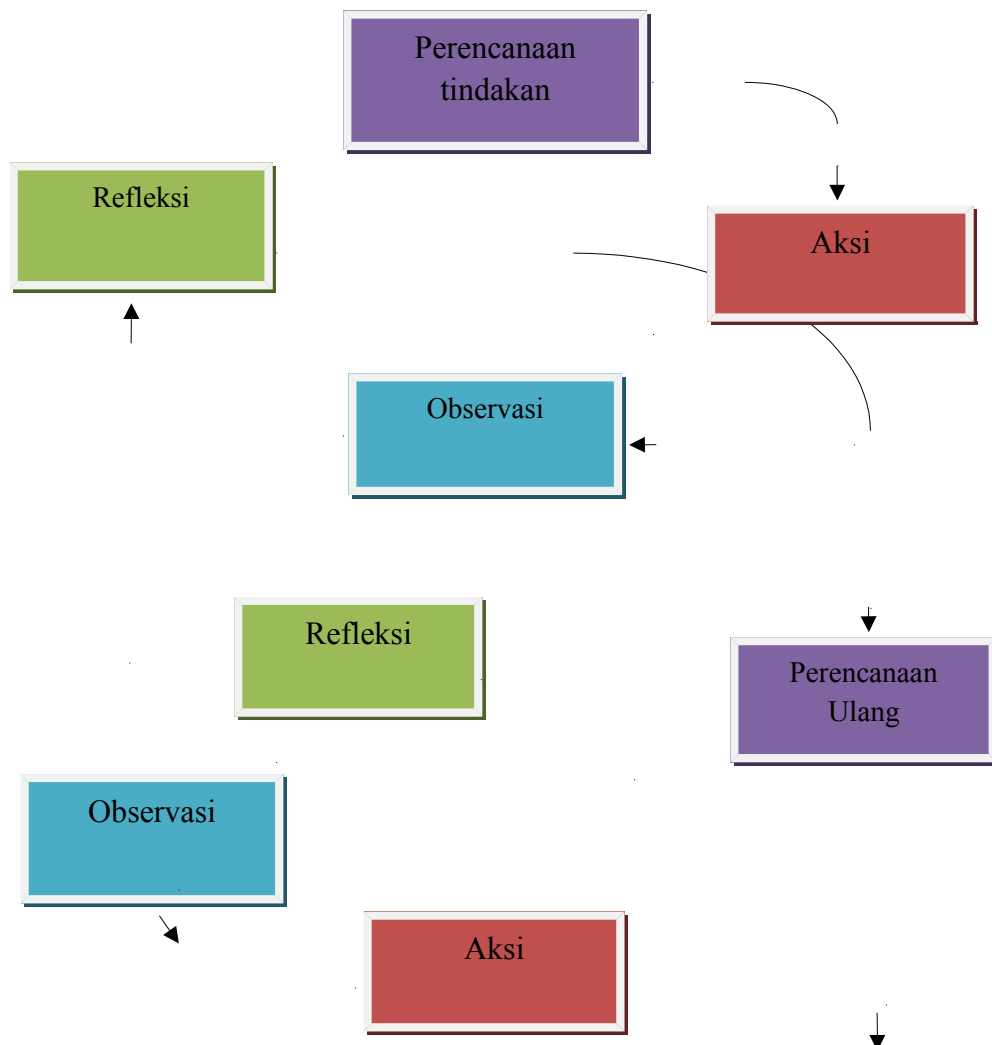 Perencanaan
tindakan
Refleksi
Aksi
Observasi
Refleksi
Perencanaan
Ulang
Observasi
Aksi